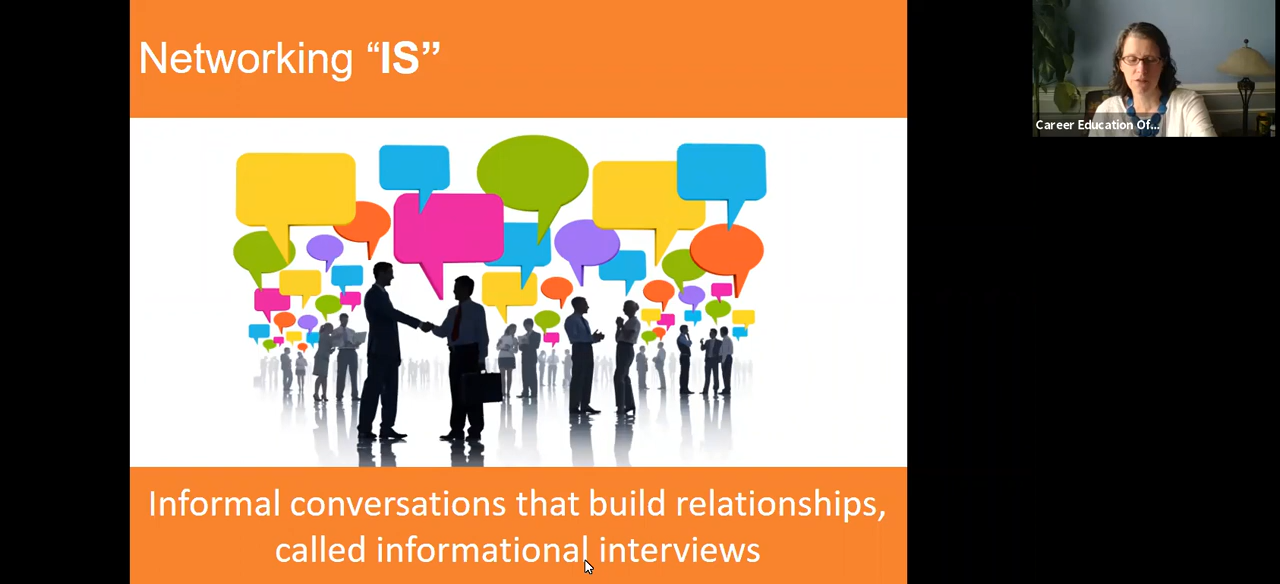 Networking “IS”
Career Education Of...
Informal conversations that build relationships,
called informational interviews